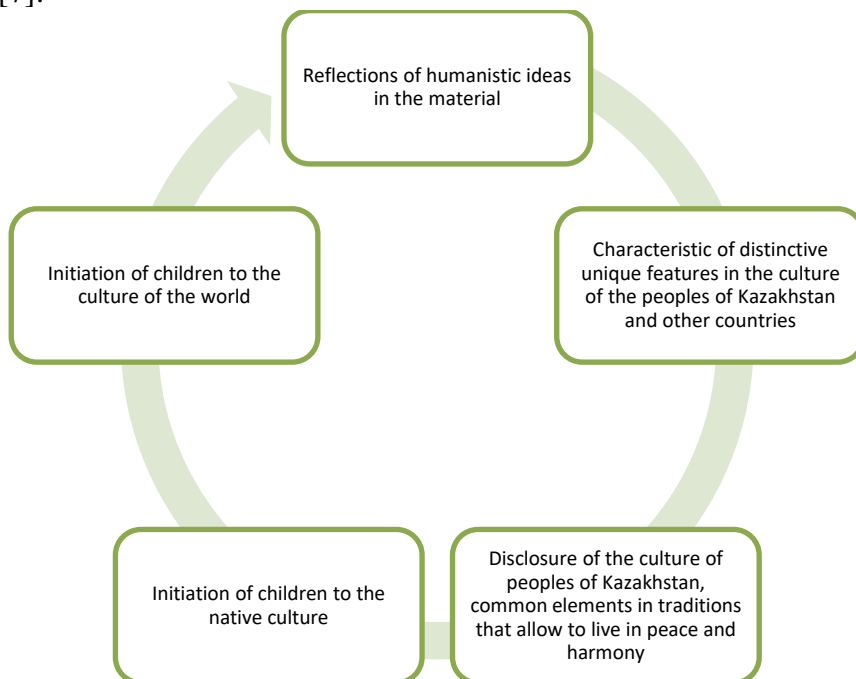 [7].
Reflections of humanistic ideas
in the material
Characteristic of distinctive
unique features in the culture
of the peoples of Kazakhstan
and other countries
Disclosure of the culture of
peoples of Kazakhstan,
common elements in traditions
that allow to live in peace and
harmony
Initiation of children to the
native culture
Initiation of children to the
culture of the world